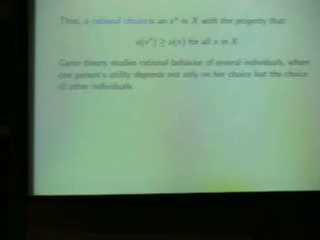 Thus, a rational choice is an x* in X with the property that
u(x*) ≥ u(x) for all x in X
Game theory studies rational behavior of several individuals, where
one person's utility depends not only on her choice but the choice
of other individuals.